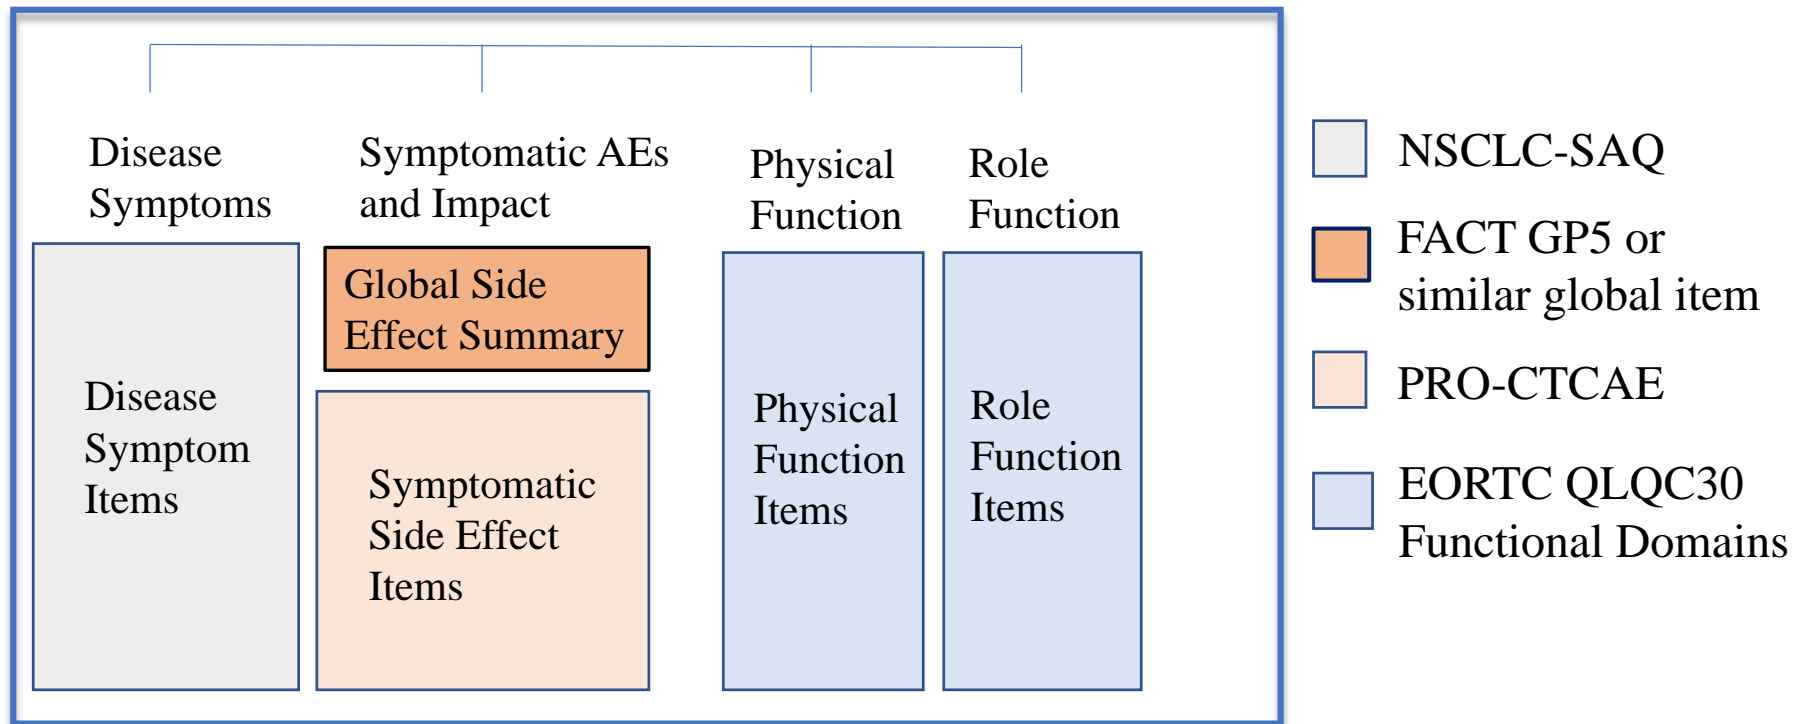 Disease
Symptoms
Symptomatic AEs
and Impact
Physical
Function
Role
Function
Disease
Symptom
Items
Global Side
Effect Summary
Symptomatic
Side Effect
Items
Physical
Function
Items
Role
Function
Items
NSCLC-SAQ
FACT GP5 or
similar global item
PRO-CTCAE
EORTC QLQC30
Functional Domains